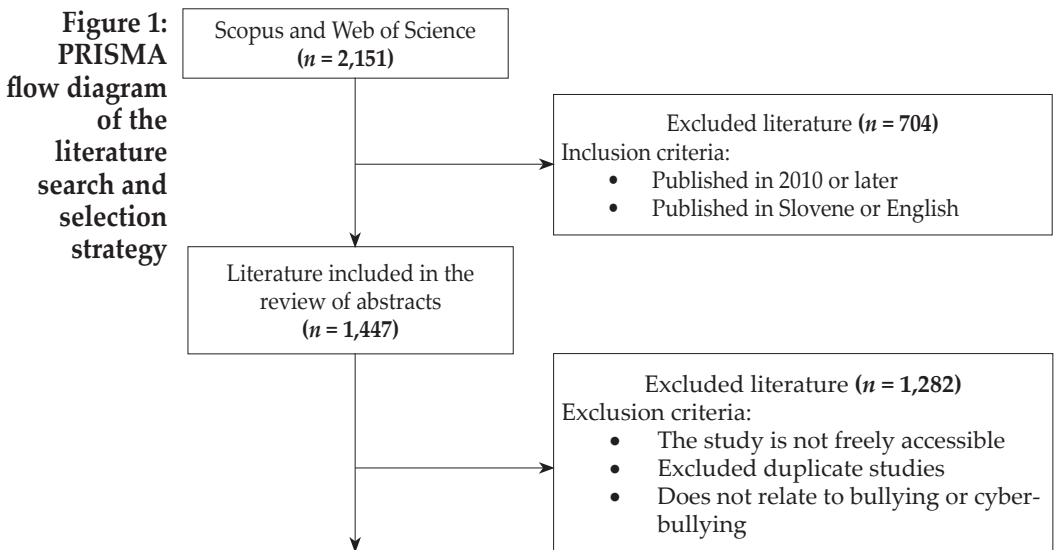 Figure 1:
PRISMA
flow diagram
of the
literature
search and
selection
strategy
Scopus and Web of Science
(n = 2,151)
Excluded literature (n = 704)
Inclusion criteria:
• Published in 2010 or later
• Published in Slovene or English
Literature included in the
review of abstracts
(n = 1,447)
Excluded literature (n = 1,282)
Exclusion criteria:
• The study is not freely accessible
• Excluded duplicate studies
• Does not relate to bullying or cyber-
bullying